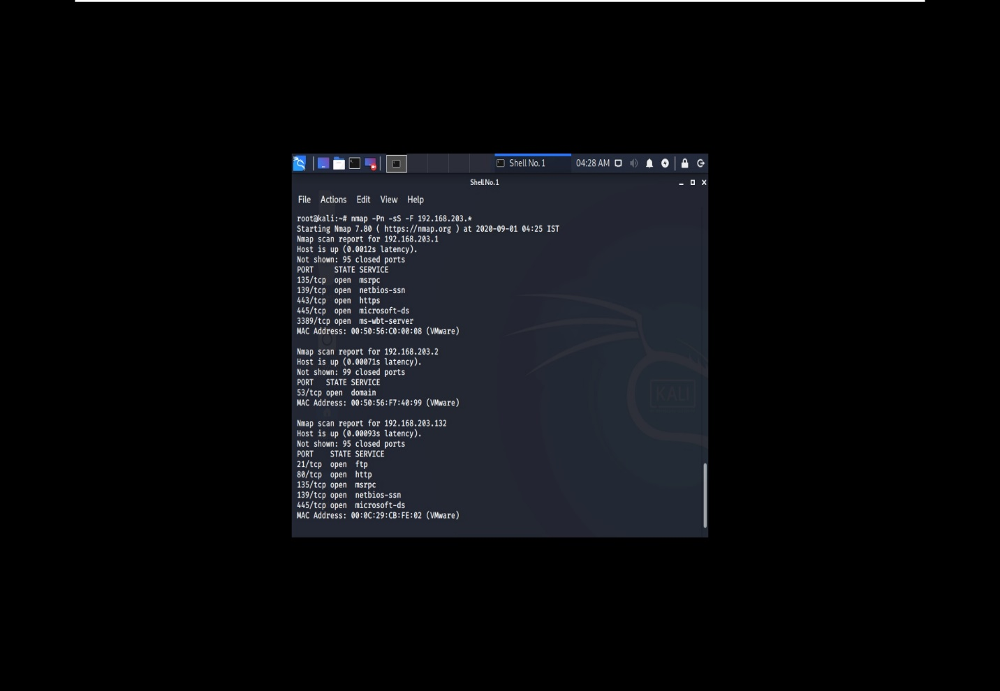 Shell No. 1
04:28 AM
Shell No. 1
File Actions Edit View Help
root@kali:~# nmap -Pn -sS -F 192.168.203.*
Starting Nmap 7.80 ( https://nmap.org ) at 2020-09-01 04:25 IST
Nmap scan report for 192.168.203.1
Host is up (0.0012s latency).
Not shown: 95 closed ports
PORT     STATE SERVICE
135/tcp  open  msrpc
139/tcp  open  netbios-ssn
443/tcp  open  https
445/tcp  open  microsoft-ds
3389/tcp open  ms-wbt-server
MAC Address: 00:50:56:C0:00:08 (VMware)
Nmap scan report for 192.168.203.2
Host is up (0.00071s latency).
Not shown: 99 closed ports
PORT   STATE SERVICE
53/tcp open  domain
MAC Address: 00:50:56:F7:40:99 (VMware)
Nmap scan report for 192.168.203.132
Host is up (0.00093s latency).
Not shown: 95 closed ports
PORT    STATE SERVICE
21/tcp  open  ftp
80/tcp  open  http
135/tcp open  msrpc
139/tcp open  netbios-ssn
445/tcp open  microsoft-ds
MAC Address: 00:0C:29:CB:FE:02 (VMware)
KALI